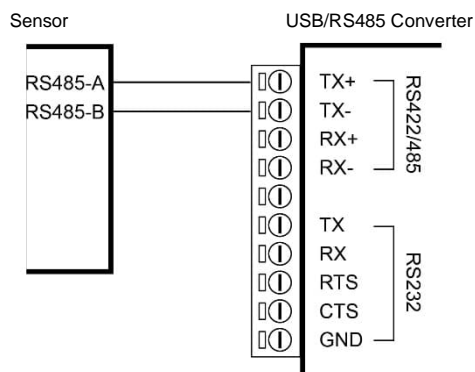 Sensor
USB/RS485 Converter
RS485-A
RS485-B
TX+
TX-
RX+
RX-
RS422/485
TX
RX
RTS
CTS
GND
RS232